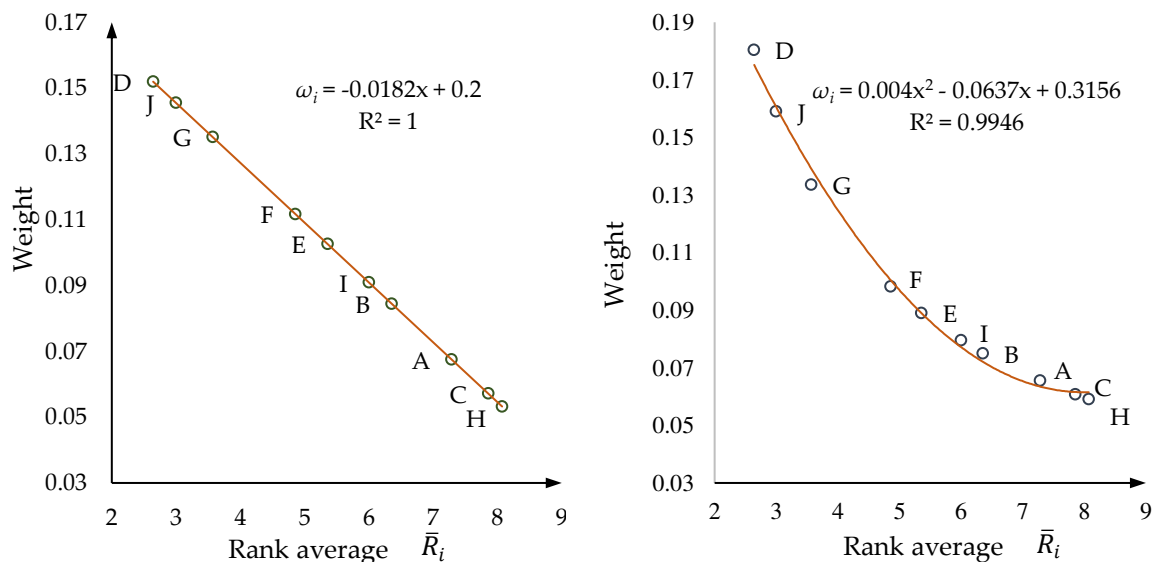 0.17
0.15
0.13
0.11
0.09
0.07
0.05
0.03
Weight
D
J
G
F
E
I
B
A
C
H
ωᵢ = -0.0182x + 0.2
R² = 1
2 3 4 5 6 7 8 9
Rank average R̄ᵢ
0.19
0.17
0.15
0.13
0.11
0.09
0.07
0.05
0.03
Weight
D
J
G
F
E
I
B
A
C
H
ωᵢ = 0.004x² - 0.0637x + 0.3156
R² = 0.9946
2 3 4 5 6 7 8 9
Rank average R̄ᵢ